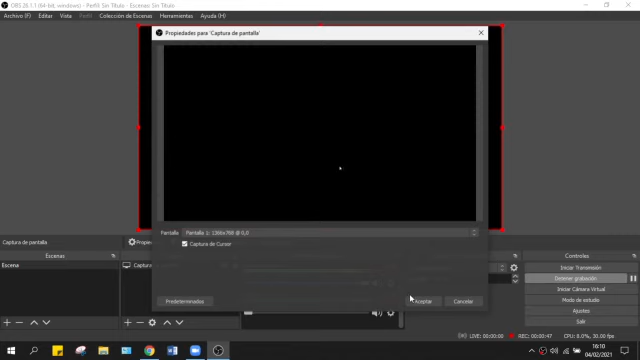 OBS 26.1.1 (64-bit, windows) - Perfil: Sin Título - Escenas: Sin Título
Archivo (F) Editar Vista Perfil Colección de Escenas Herramientas Ayuda (H)
Propiedades para 'Captura de pantalla'
Pantalla Pantalla 1: 1366x768 @ 0,0
Captura de Cursor
Captura de pantalla
Escenas
Escena
Controles
Iniciar Transmisión
Detener grabación
Iniciar Cámara Virtual
Modo de estudio
Ajustes
Salir
Predeterminados Aceptar Cancelar
LIVE: 00:00:00 REC: 00:00:47 CPU: 8.0%, 30.00 fps
16:10
04/02/2021